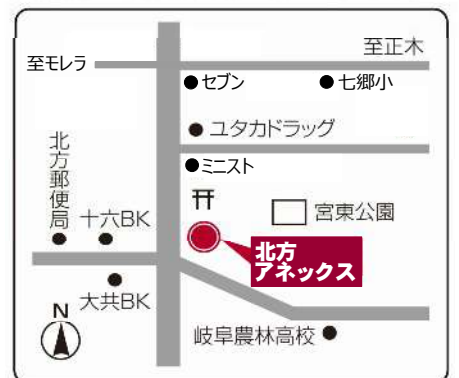 至正木
至モレラ
●セブン
●七郷小
●ユタカドラッグ
●ミニスト
北方郵便局
十六BK
宮東公園
北方
アネックス
大共BK
N
岐阜農林高校●